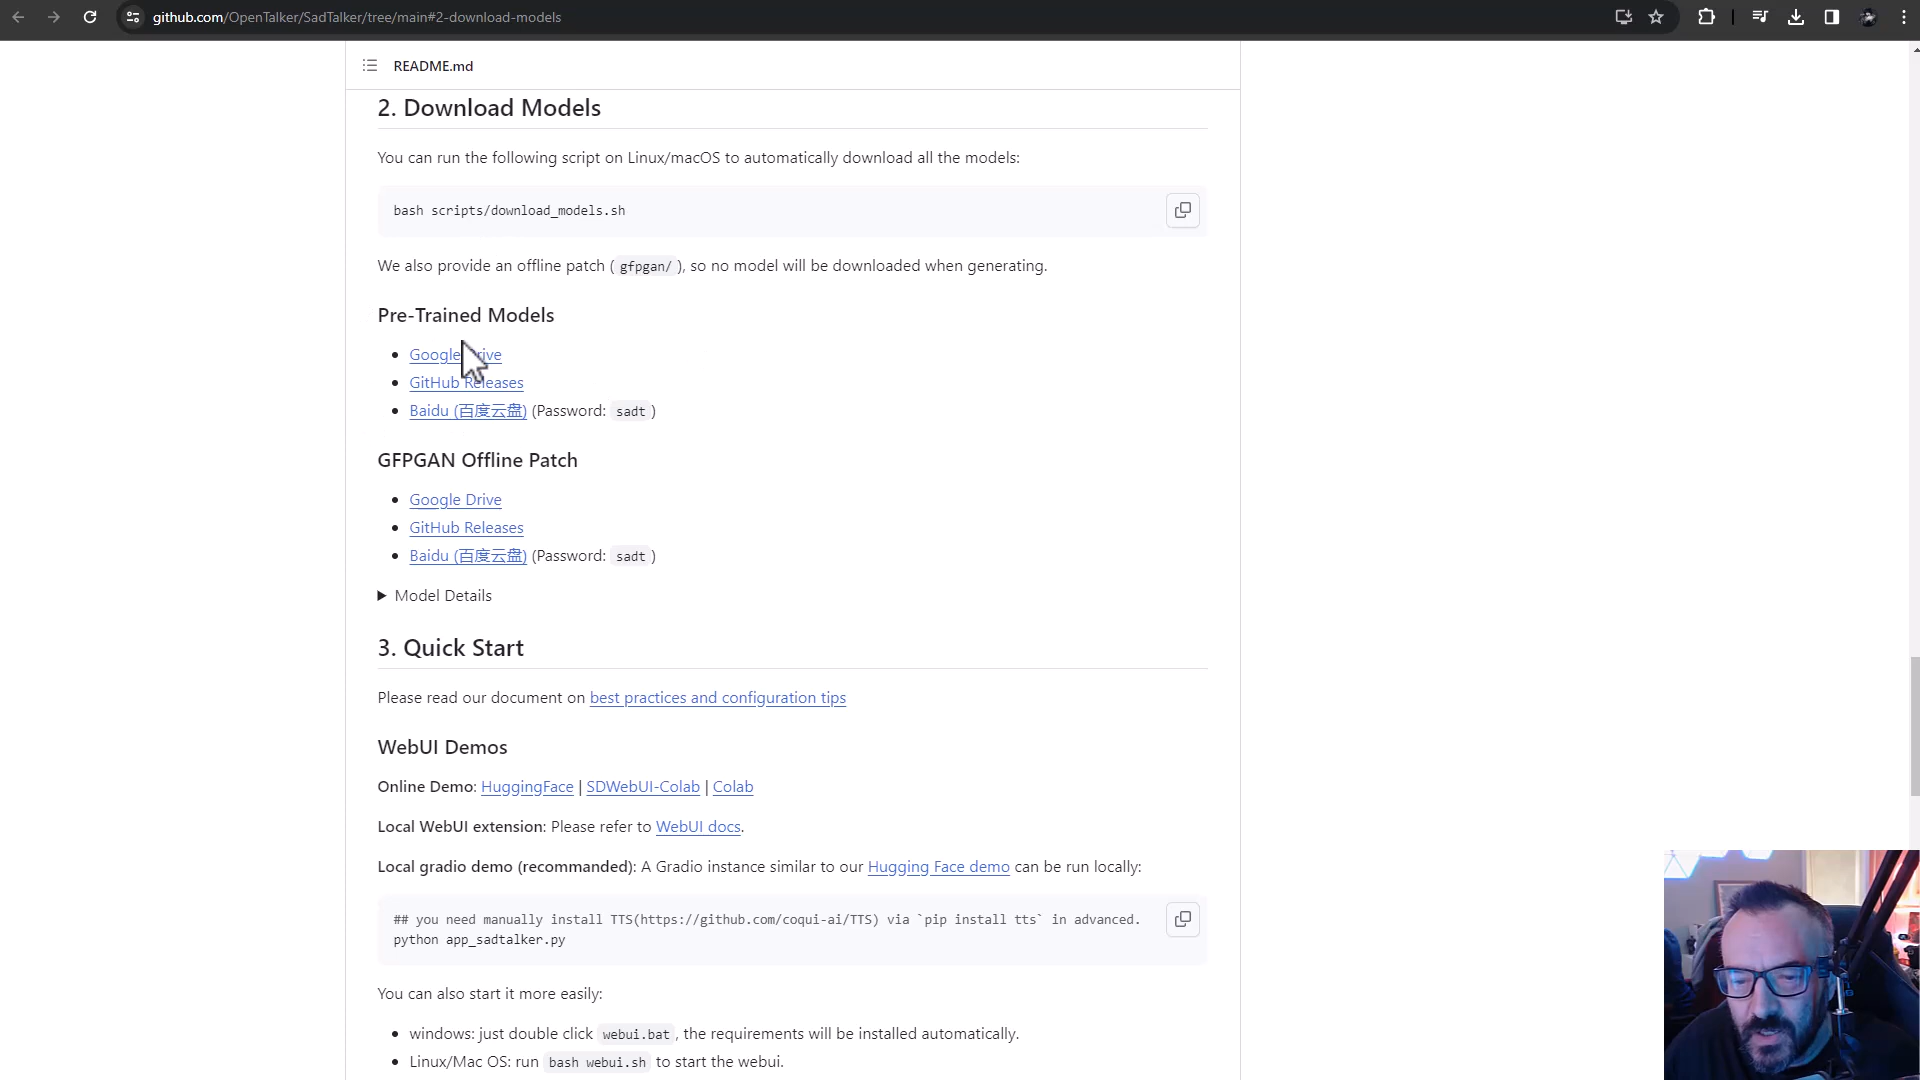 github.com/OpenTalker/SadTalker/tree/main#2-download-models
README.md
2. Download Models
You can run the following script on Linux/macOS to automatically download all the models:
bash scripts/download_models.sh
We also provide an offline patch ( gfpgan/ ), so no model will be downloaded when generating.
Pre-Trained Models
Google Drive
GitHub Releases
Baidu (百度云盘) (Password: sadt )
GFPGAN Offline Patch
Google Drive
GitHub Releases
Baidu (百度云盘) (Password: sadt )
Model Details
3. Quick Start
Please read our document on best practices and configuration tips
WebUI Demos
Online Demo: HuggingFace | SDWebUI-Colab | Colab
Local WebUI extension: Please refer to WebUI docs.
Local gradio demo (recommanded): A Gradio instance similar to our Hugging Face demo can be run locally:
## you need manually install TTS(https://github.com/coqui-ai/TTS) via `pip install tts` in advanced.
python app_sadtalker.py
You can also start it more easily:
windows: just double click webui.bat , the requirements will be installed automatically.
Linux/Mac OS: run bash webui.sh to start the webui.